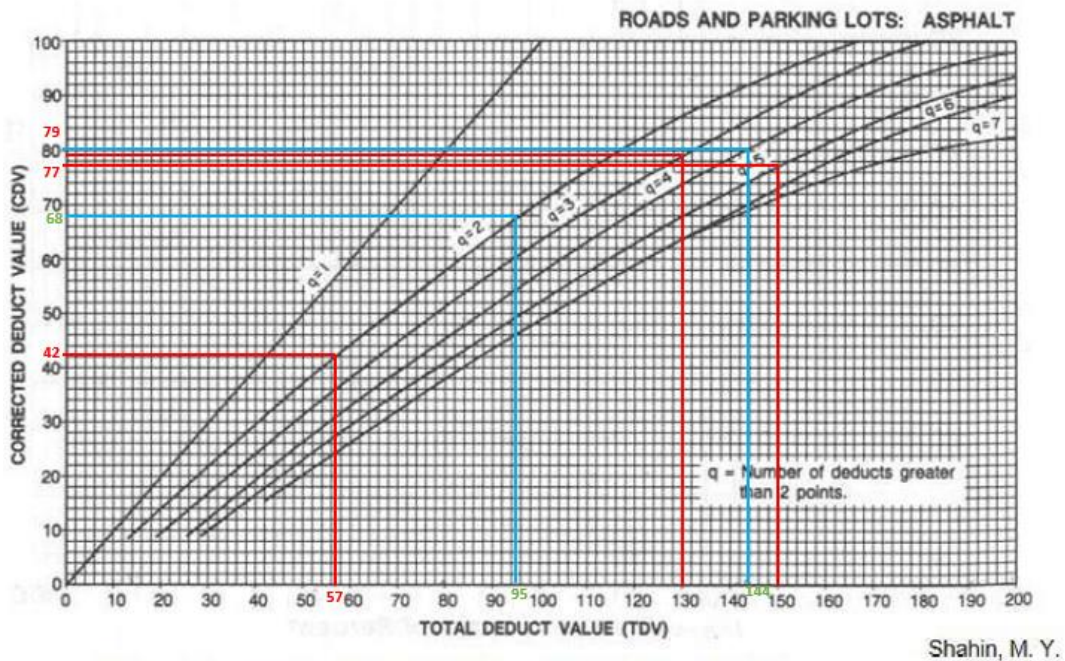 ROADS AND PARKING LOTS: ASPHALT
CORRECTED DEDUCT VALUE (CDV)
100
90
79
80
77
70
68
60
50
42
40
30
20
10
0
q=1
q=2
q=3
q=4
q=5
q=6
q=7
q = Number of deducts greater
than 2 points.
0 10 20 30 40 50 57 60 70 80 90 95 100 110 120 130 140 144 150 160 170 180 190 200
TOTAL DEDUCT VALUE (TDV)
Shahin, M. Y.